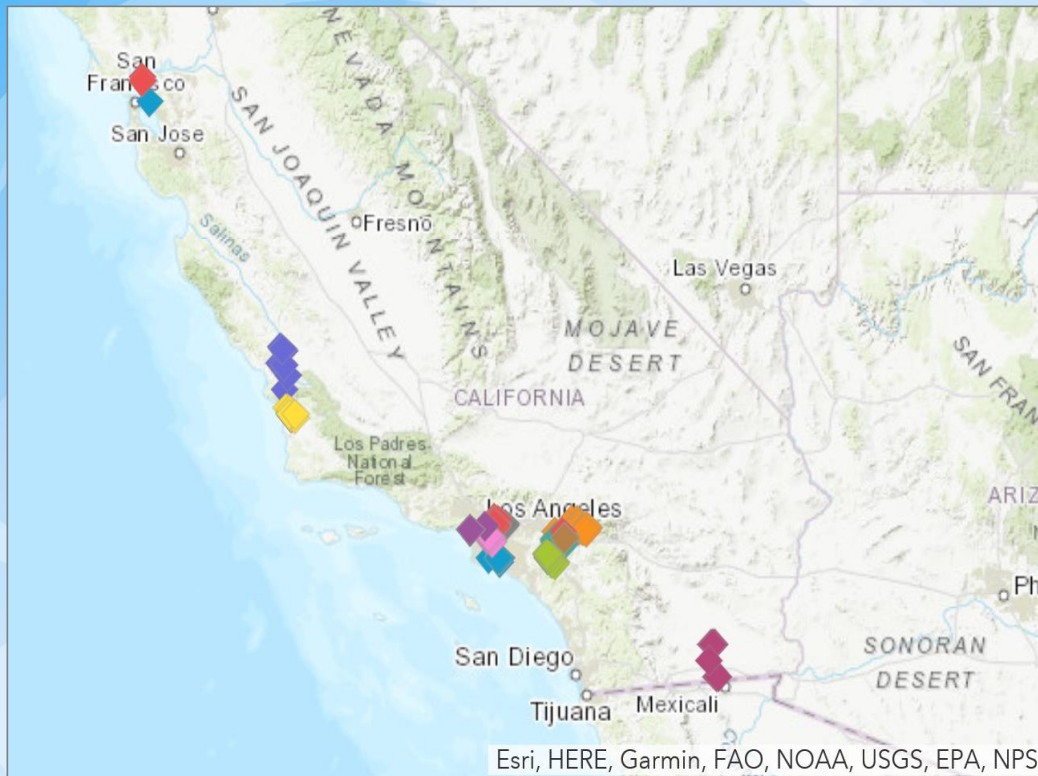 San
Francisco
San Jose
NEVADA MOUNTAINS
SAN JOAQUIN VALLEY
Fresno
Salinas
Las Vegas
MOJAVE
DESERT
SAN FRAN
CALIFORNIA
Los Padres
National
Forest
Los Angeles
ARIZ
Ph
San Diego
SONORAN
DESERT
Tijuana
Mexicali
Esri, HERE, Garmin, FAO, NOAA, USGS, EPA, NPS